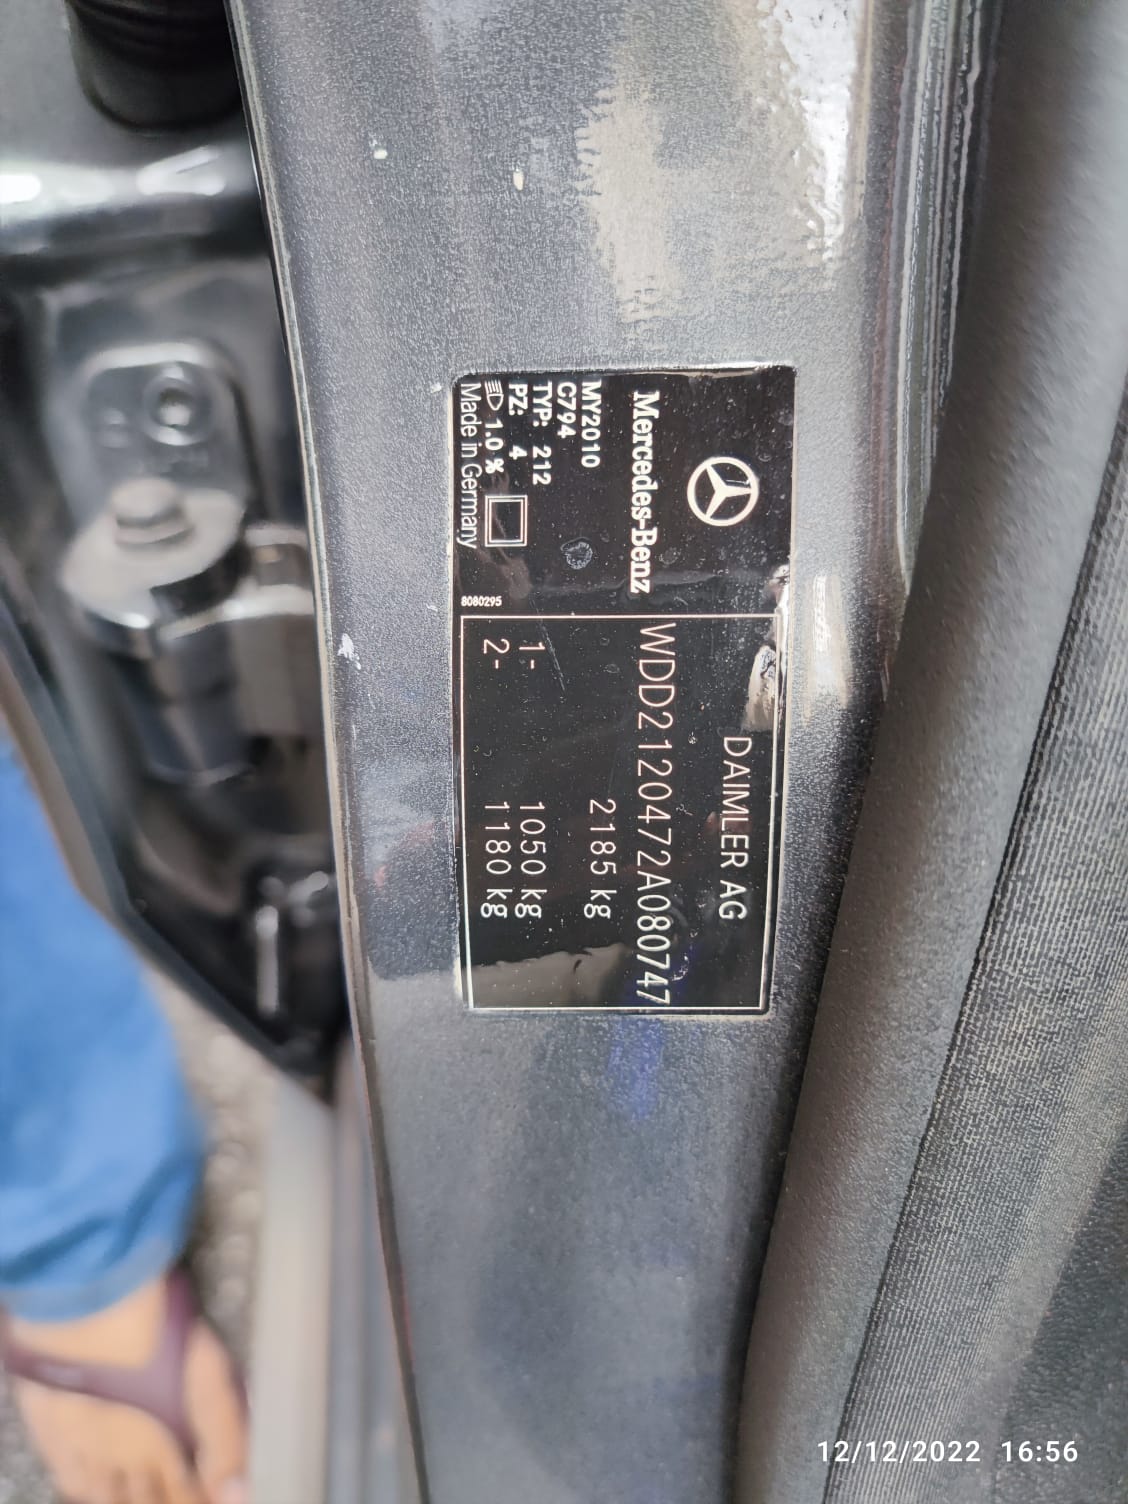 Mercedes-Benz
MY2010
C794
TYP: 212
PZ: 4
1.0 %
Made in Germany
8080295
DAIMLER AG
WDD2120472A080747
2185 kg
1- 1050 kg
2- 1180 kg
12/12/2022 16:56